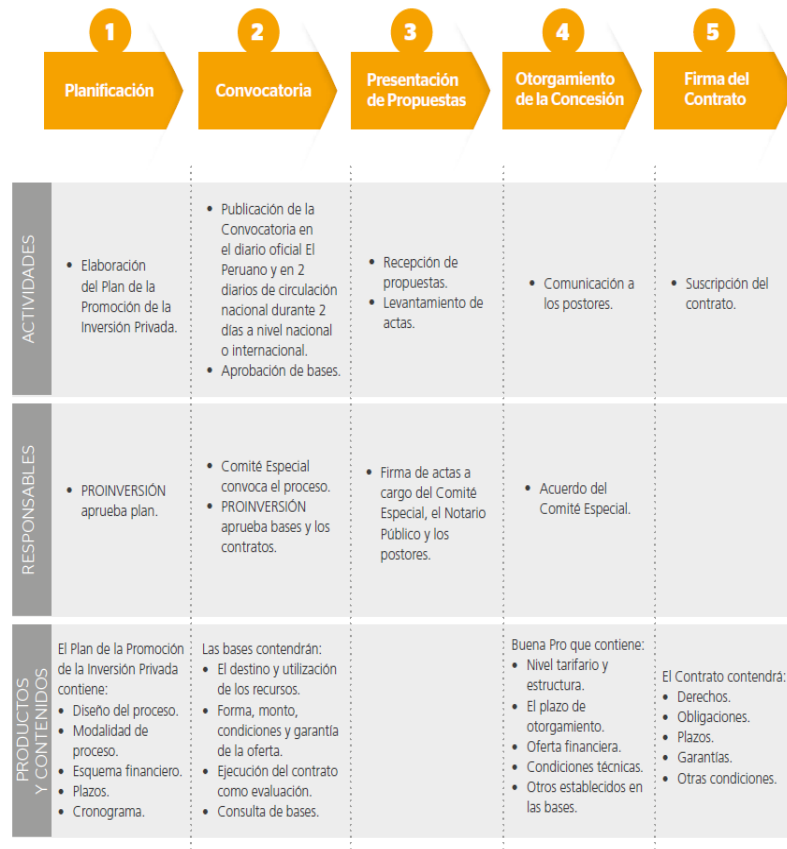 1
2
3
4
5
Planificación
Convocatoria
Presentación
de Propuestas
Otorgamiento
de la Concesión
Firma del
Contrato
ACTIVIDADES
• Elaboración
del Plan de la
Promoción de la
Inversión Privada.
• Publicación de la
Convocatoria en
el diario oficial El
Peruano y en 2
diarios de circulación
nacional durante 2
días a nivel nacional
o internacional.
• Aprobación de bases.
• Recepción de
propuestas.
• Levantamiento de
actas.
• Comunicación a
los postores.
• Suscripción del
contrato.
RESPONSABLES
• PROINVERSIÓN
aprueba plan.
• Comité Especial
convoca el proceso.
• PROINVERSIÓN
aprueba bases y los
contratos.
• Firma de actas a
cargo del Comité
Especial, el Notario
Público y los
postores.
• Acuerdo del
Comité Especial.
PRODUCTOS
Y CONTENIDOS
El Plan de la Promoción
de la Inversión Privada
contiene:
• Diseño del proceso.
• Modalidad de
proceso.
• Esquema financiero.
• Plazos.
• Cronograma.
Las bases contendrán:
• El destino y utilización
de los recursos.
• Forma, monto,
condiciones y garantía
de la oferta.
• Ejecución del contrato
como evaluación.
• Consulta de bases.
Buena Pro que contiene:
• Nivel tarifario y
estructura.
• El plazo de
otorgamiento.
• Oferta financiera.
• Condiciones técnicas.
• Otros establecidos en
las bases.
El Contrato contendrá:
• Derechos.
• Obligaciones.
• Plazos.
• Garantías.
• Otras condiciones.